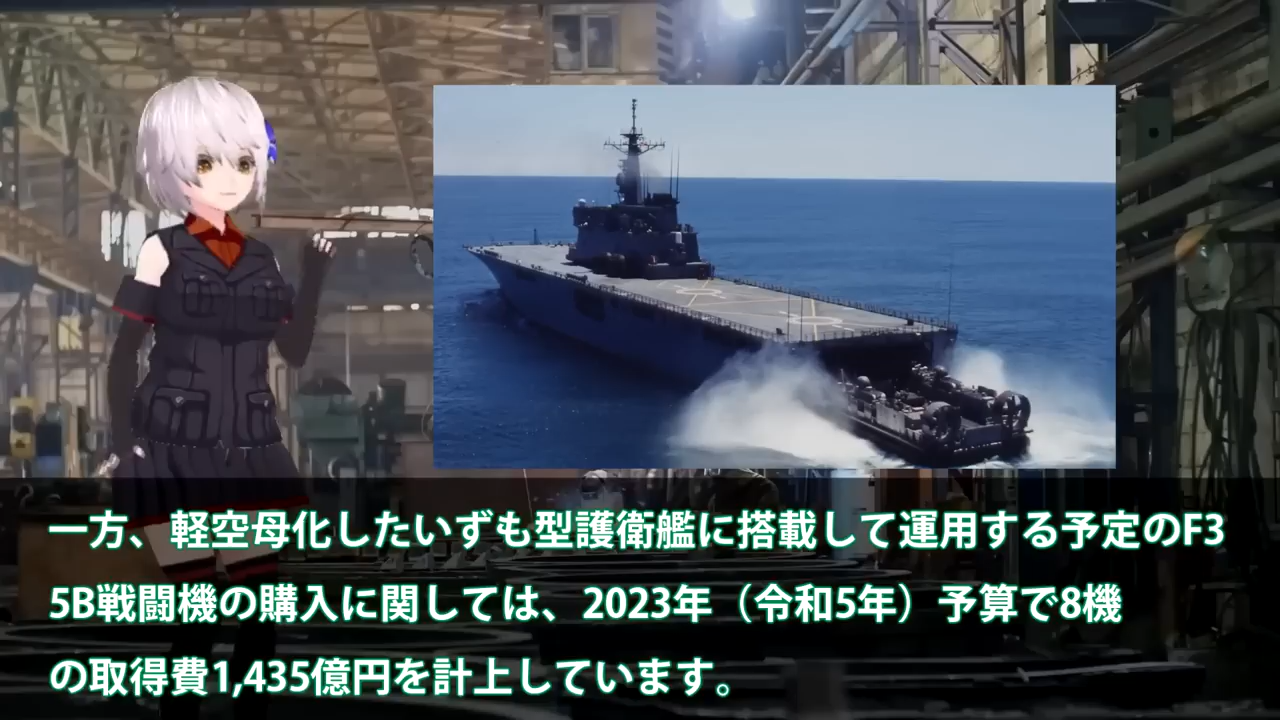 一方、軽空母化したいずも型護衛艦に搭載して運用する予定のF3
5B戦闘機の購入に関しては、2023年（令和5年）予算で8機
の取得費1,435億円を計上しています。